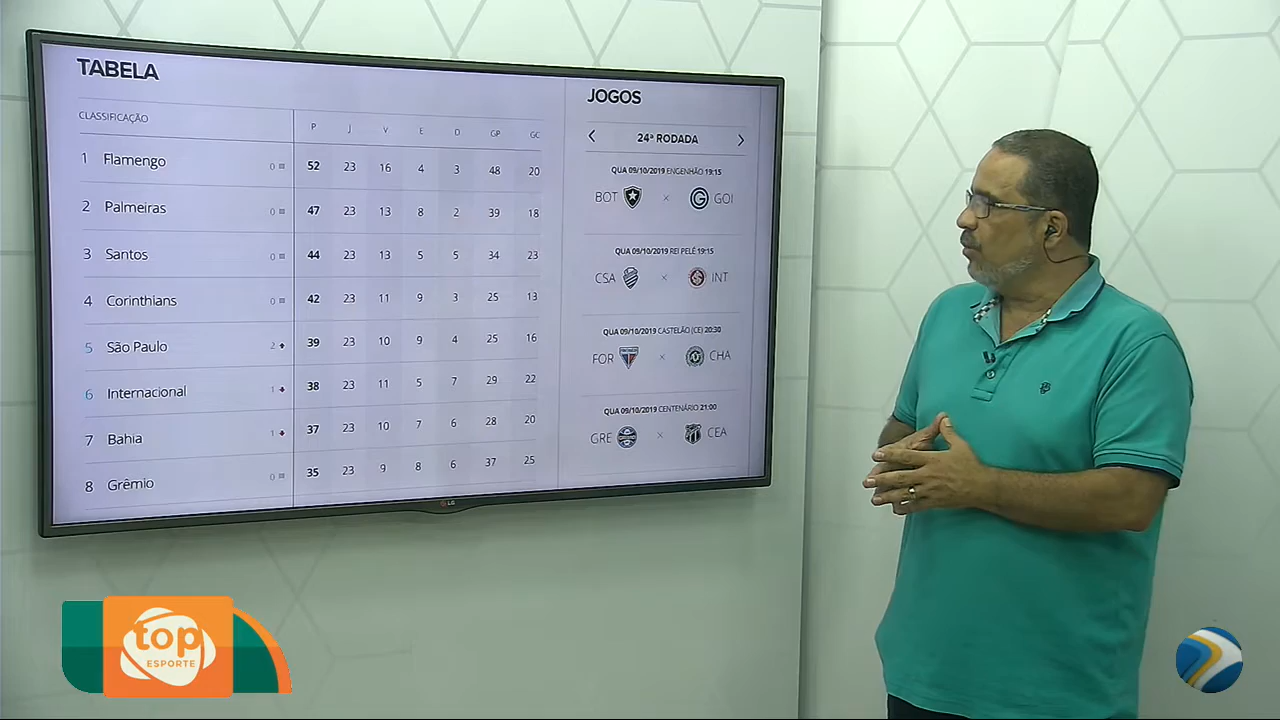 TABELA
CLASSIFICAÇÃO P J V E D GP GC
1 Flamengo 0 52 23 16 4 3 48 20
2 Palmeiras 0 47 23 13 8 2 39 18
3 Santos 0 44 23 13 5 5 34 23
4 Corinthians 0 42 23 11 9 3 25 13
5 São Paulo 2 39 23 10 9 4 25 16
6 Internacional 1 38 23 11 5 7 29 22
7 Bahia 1 37 23 10 7 6 28 20
8 Grêmio 0 35 23 9 8 6 37 25
JOGOS
24ª RODADA
QUA 09/10/2019 ENGENHÃO 19:15
BOT × GOI
QUA 09/10/2019 REI PELÉ 19:15
CSA × INT
QUA 09/10/2019 CASTELÃO (CE) 20:30
FOR × CHA
QUA 09/10/2019 CENTENÁRIO 21:00
GRE × CEA
LG
top
ESPORTE